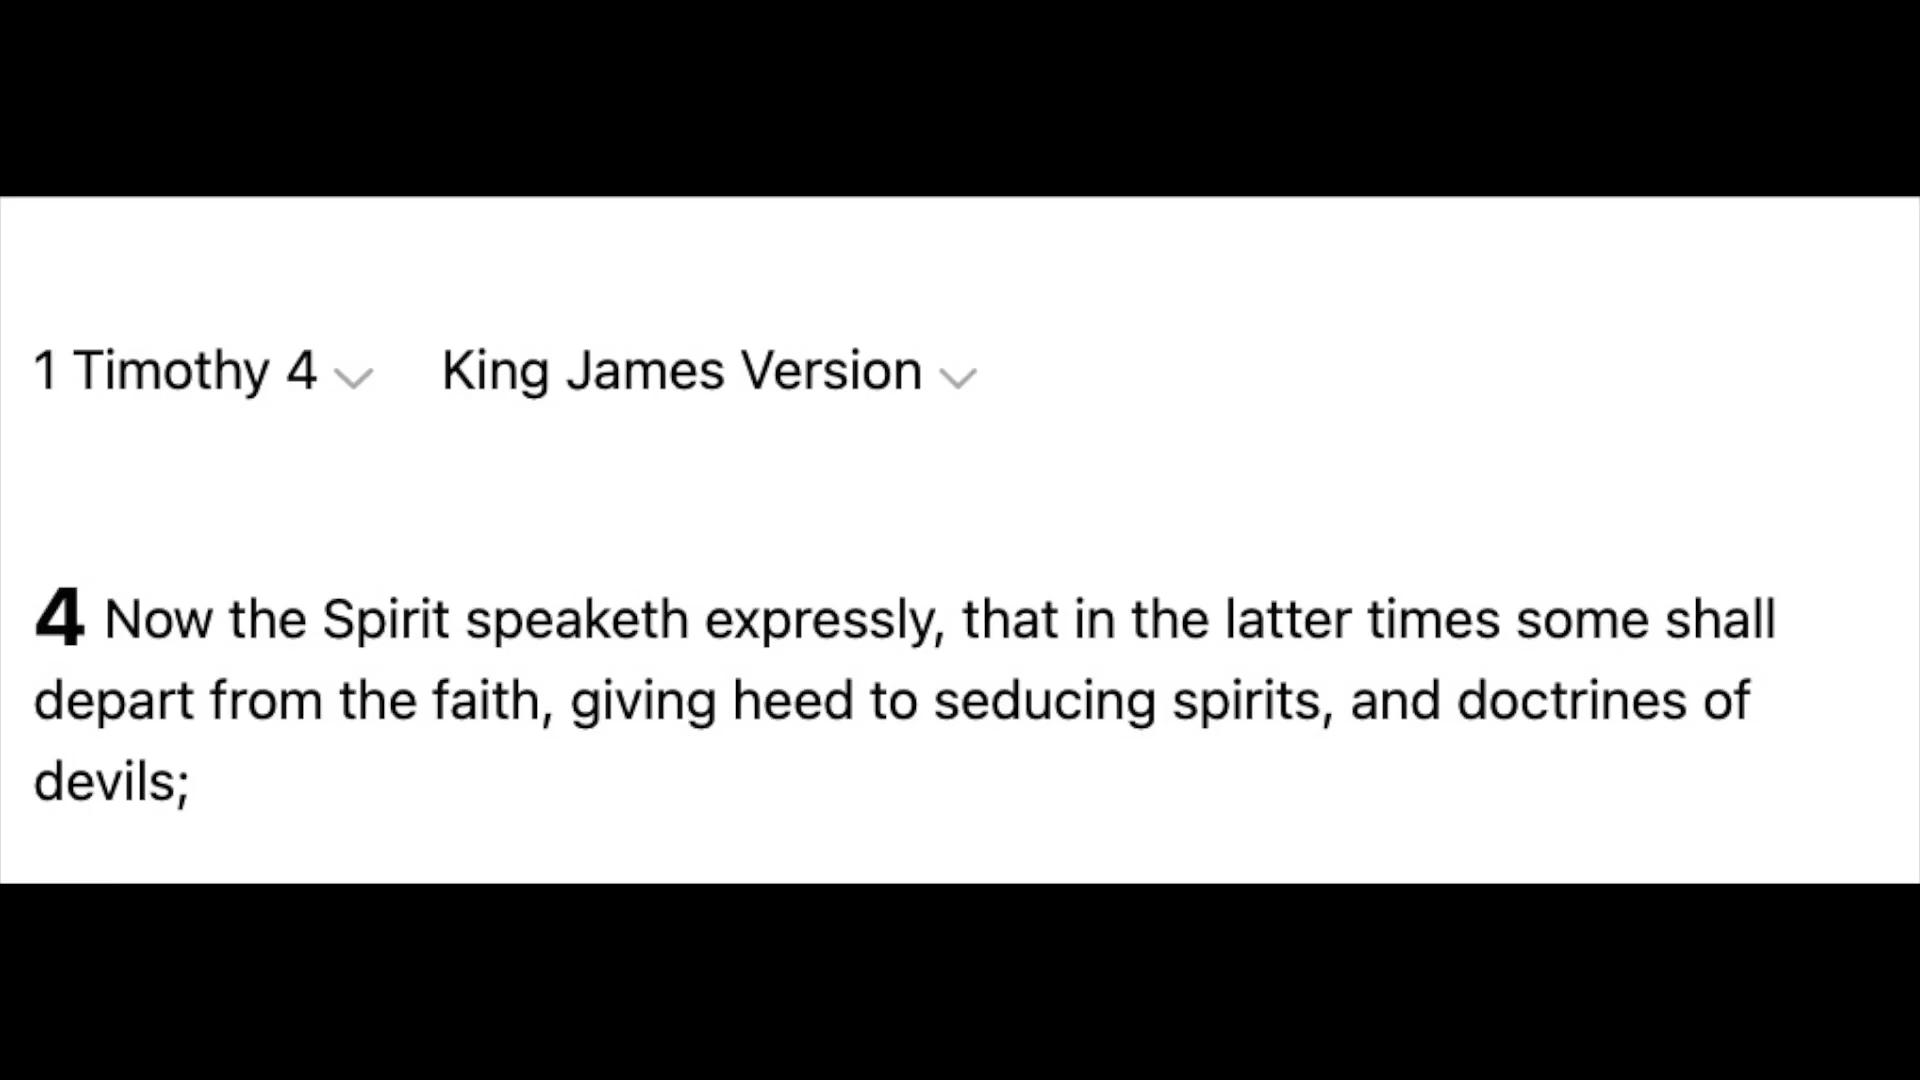 1 Timothy 4 King James Version
4 Now the Spirit speaketh expressly, that in the latter times some shall
depart from the faith, giving heed to seducing spirits, and doctrines of
devils;